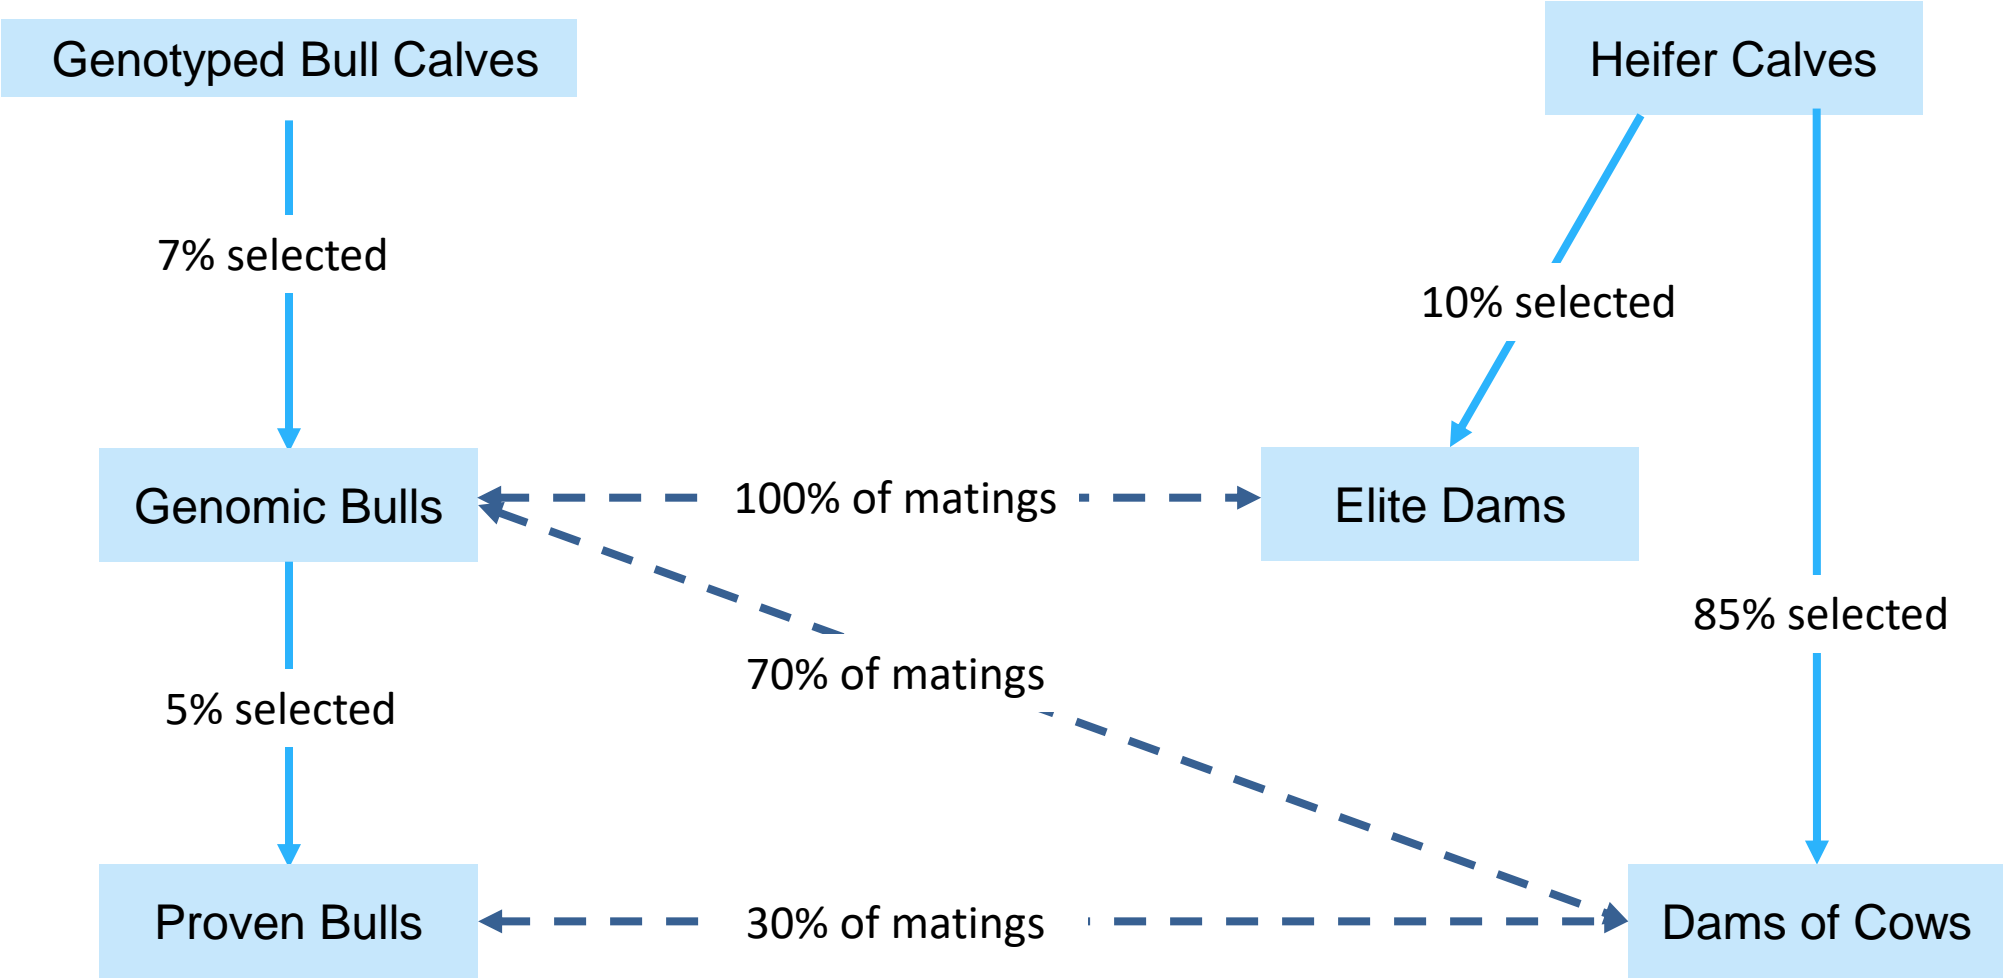 Genotyped Bull Calves
Heifer Calves
7% selected
10% selected
Genomic Bulls
100% of matings
Elite Dams
85% selected
70% of matings
5% selected
Proven Bulls
30% of matings
Dams of Cows